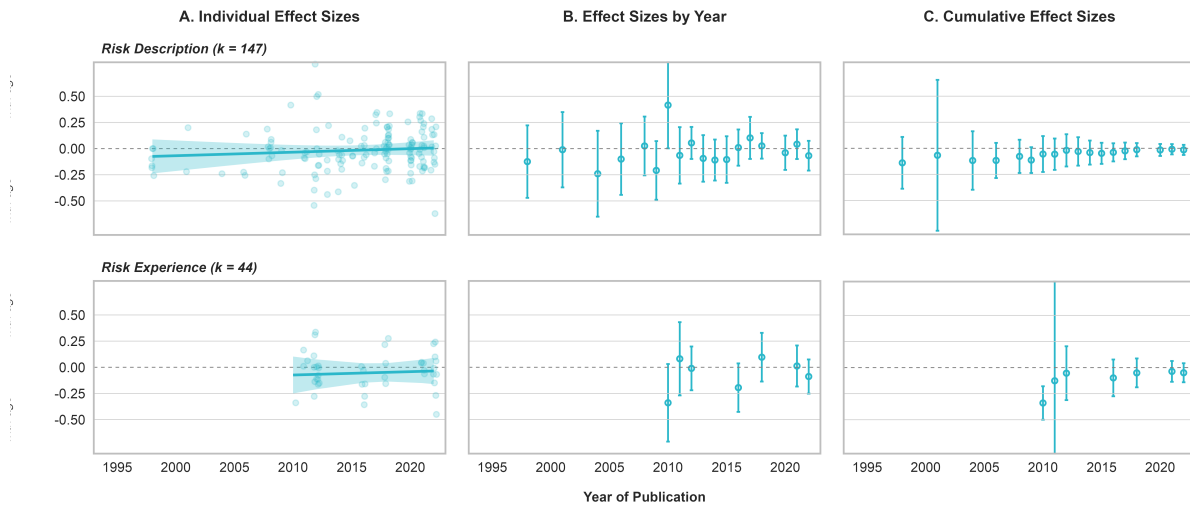 A. Individual Effect Sizes
B. Effect Sizes by Year
C. Cumulative Effect Sizes
Risk Description (k = 147)
0.50
0.25
0.00
-0.25
-0.50
Risk Experience (k = 44)
0.50
0.25
0.00
-0.25
-0.50
1995 2000 2005 2010 2015 2020
1995 2000 2005 2010 2015 2020
1995 2000 2005 2010 2015 2020
Year of Publication